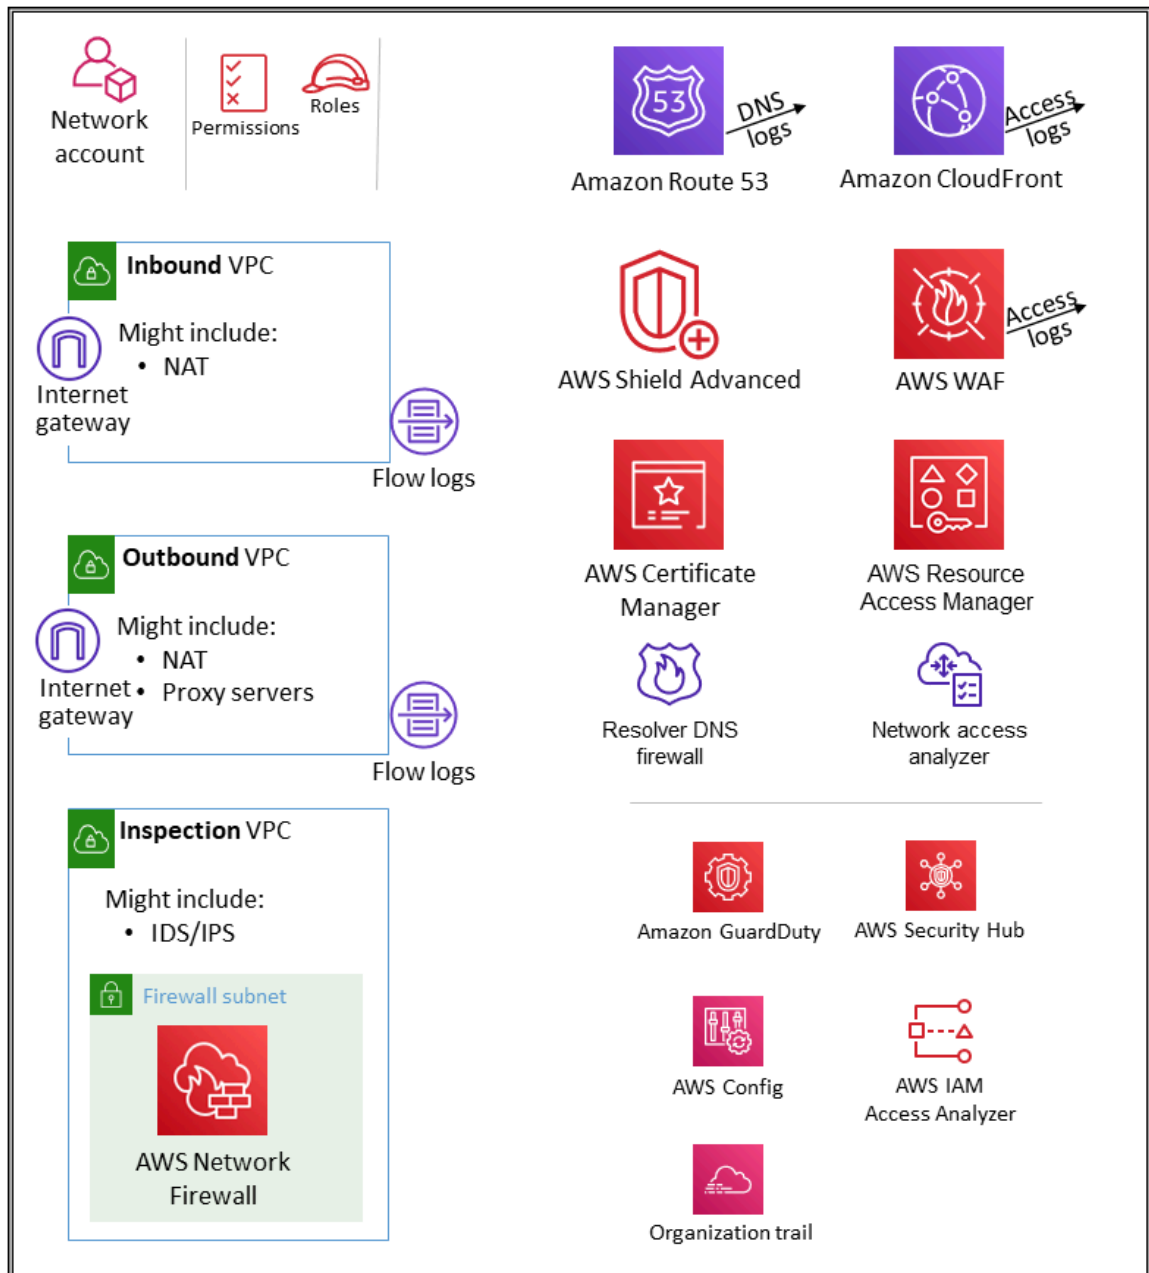 Network
account
Permissions
Roles
53
DNS
logs
Amazon Route 53
Access
logs
Amazon CloudFront
Inbound VPC
Might include:
• NAT
Internet
gateway
Flow logs
AWS Shield Advanced
Access
logs
AWS WAF
AWS Certificate
Manager
AWS Resource
Access Manager
Outbound VPC
Might include:
• NAT
• Proxy servers
Internet
gateway
Flow logs
Resolver DNS
firewall
Network access
analyzer
Inspection VPC
Might include:
• IDS/IPS
Firewall subnet
AWS Network
Firewall
Amazon GuardDuty
AWS Security Hub
AWS Config
AWS IAM
Access Analyzer
Organization trail